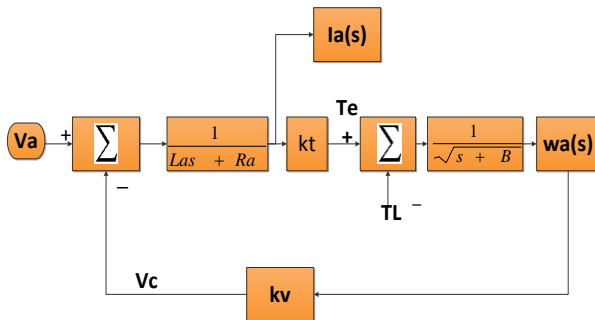 Ia(s)
Te
Va
+
∑
1
Las + Ra
kt
+
∑
1
√s + B
wa(s)
−
TL −
Vc
kv